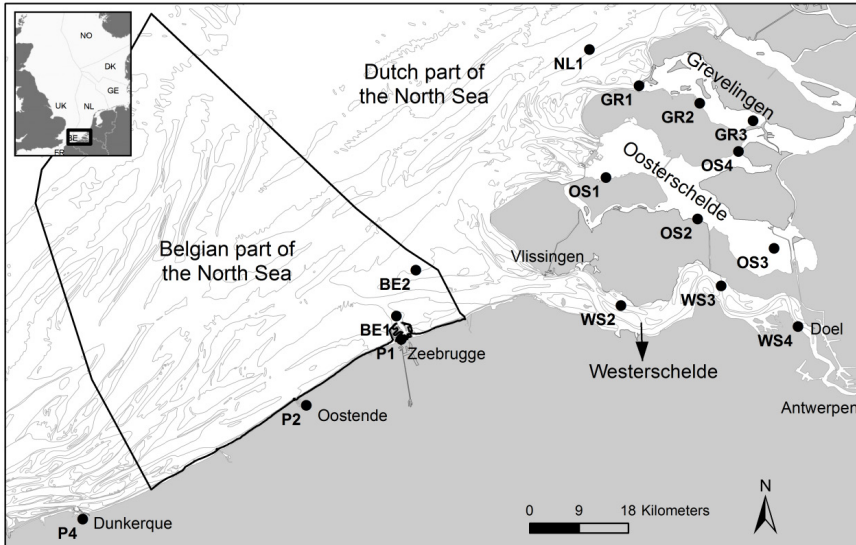 NO
DK
UK
GE
NL
BE
FR
Dutch part of
the North Sea
NL1
GR1
Grevelingen
GR2
GR3
OS4
OS1
Oosterschelde
OS2
OS3
Belgian part of
the North Sea
Vlissingen
BE2
WS3
WS2
BE1
P1
Zeebrugge
WS4
Doel
Westerschelde
Antwerpen
P2
Oostende
P4
Dunkerque
0 9 18 Kilometers
N